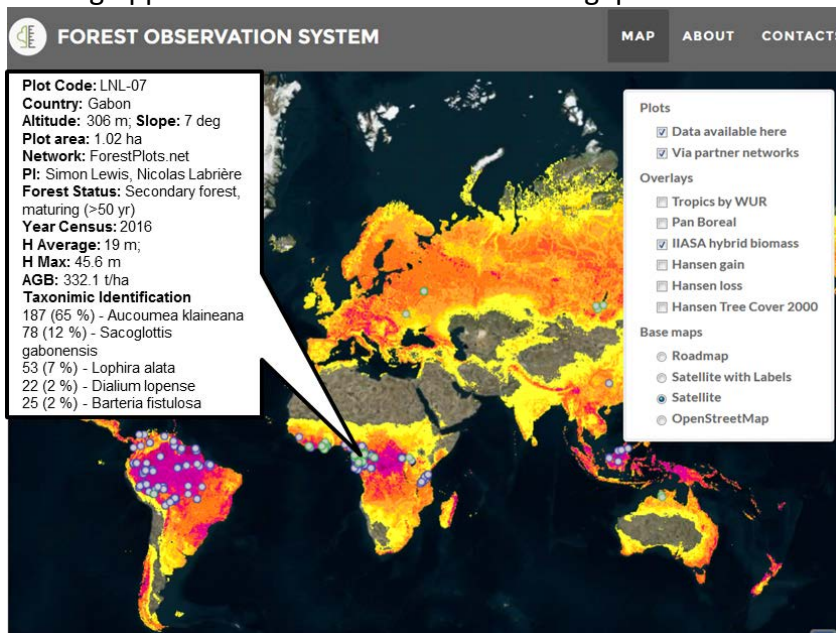 FOREST OBSERVATION SYSTEM
MAP ABOUT CONTACTS
Plot Code: LNL-07
Country: Gabon
Altitude: 306 m; Slope: 7 deg
Plot area: 1.02 ha
Network: ForestPlots.net
PI: Simon Lewis, Nicolas Labrière
Forest Status: Secondary forest,
maturing (>50 yr)
Year Census: 2016
H Average: 19 m;
H Max: 45.6 m
AGB: 332.1 t/ha
Taxonimic Identification
187 (65 %) - Aucoumea klaineana
78 (12 %) - Sacoglottis
gabonensis
53 (7 %) - Lophira alata
22 (2 %) - Dialium lopense
25 (2 %) - Barteria fistulosa
Plots
Data available here
Via partner networks
Overlays
Tropics by WUR
Pan Boreal
IIASA hybrid biomass
Hansen gain
Hansen loss
Hansen Tree Cover 2000
Base maps
Roadmap
Satellite with Labels
Satellite
OpenStreetMap